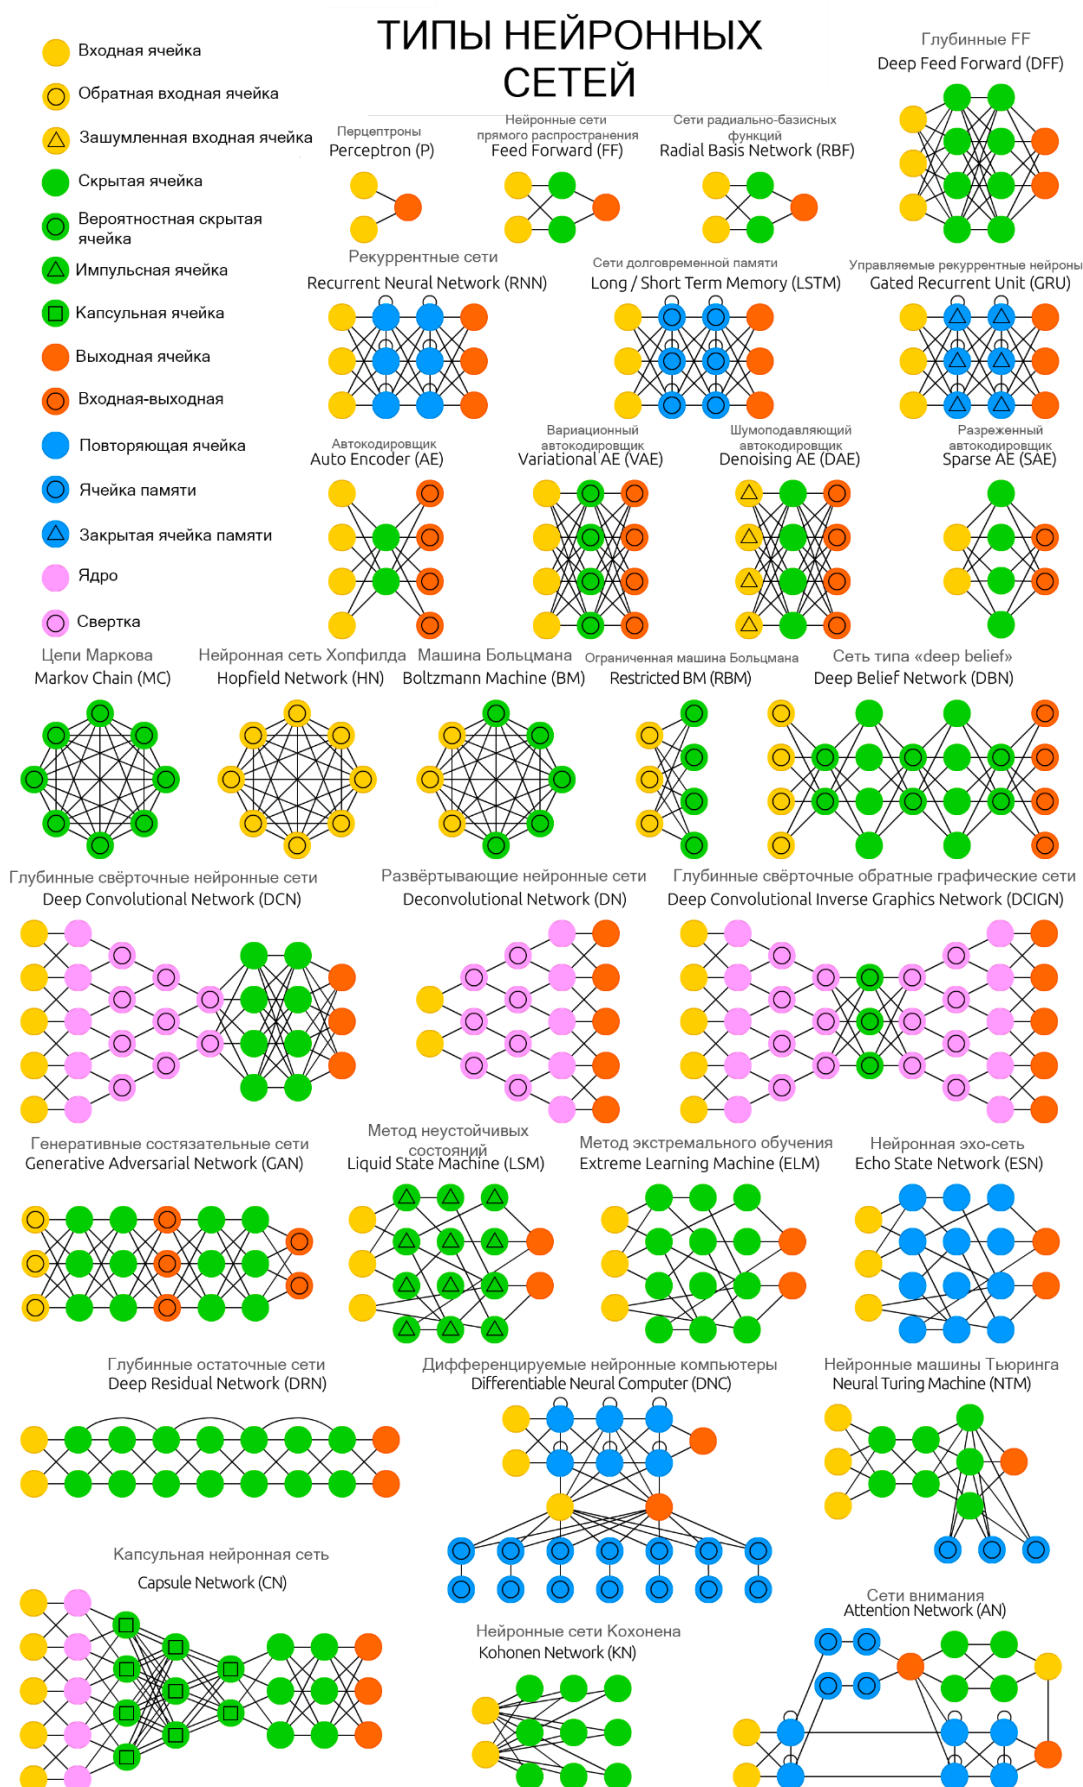 ТИПЫ НЕЙРОННЫХ
СЕТЕЙ
Входная ячейка
Обратная входная ячейка
Зашумленная входная ячейка
Скрытая ячейка
Вероятностная скрытая
ячейка
Импульсная ячейка
Капсульная ячейка
Выходная ячейка
Входная-выходная
Повторяющая ячейка
Ячейка памяти
Закрытая ячейка памяти
Ядро
Свертка
Перцептроны
Perceptron (P)
Нейронные сети
прямого распространения
Feed Forward (FF)
Сети радиально-базисных
функций
Radial Basis Network (RBF)
Глубинные FF
Deep Feed Forward (DFF)
Рекуррентные сети
Recurrent Neural Network (RNN)
Сети долговременной памяти
Long / Short Term Memory (LSTM)
Управляемые рекуррентные нейроны
Gated Recurrent Unit (GRU)
Автокодировщик
Auto Encoder (AE)
Вариационный
автокодировщик
Variational AE (VAE)
Шумоподавляющий
автокодировщик
Denoising AE (DAE)
Разреженный
автокодировщик
Sparse AE (SAE)
Цепи Маркова
Markov Chain (MC)
Нейронная сеть Хопфилда
Hopfield Network (HN)
Машина Больцмана
Boltzmann Machine (BM)
Ограниченная машина Больцмана
Restricted BM (RBM)
Сеть типа «deep belief»
Deep Belief Network (DBN)
Глубинные свёрточные нейронные сети
Deep Convolutional Network (DCN)
Развёртывающие нейронные сети
Deconvolutional Network (DN)
Глубинные свёрточные обратные графические сети
Deep Convolutional Inverse Graphics Network (DCIGN)
Генеративные состязательные сети
Generative Adversarial Network (GAN)
Метод неустойчивых
состояний
Liquid State Machine (LSM)
Метод экстремального обучения
Extreme Learning Machine (ELM)
Нейронная эхо-сеть
Echo State Network (ESN)
Глубинные остаточные сети
Deep Residual Network (DRN)
Дифференцируемые нейронные компьютеры
Differentiable Neural Computer (DNC)
Нейронные машины Тьюринга
Neural Turing Machine (NTM)
Капсульная нейронная сеть
Capsule Network (CN)
Нейронные сети Кохонена
Kohonen Network (KN)
Сети внимания
Attention Network (AN)